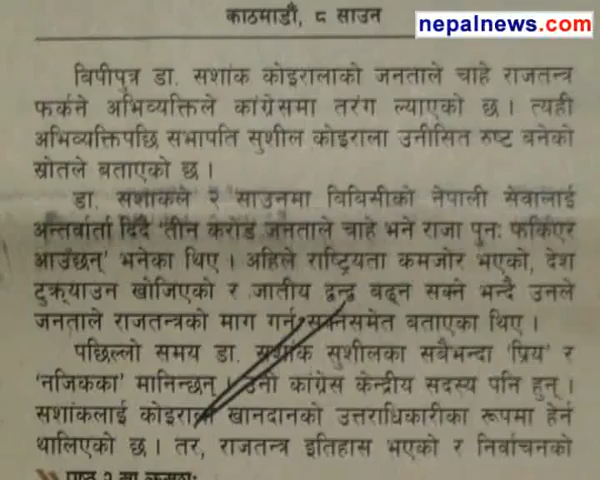 nepalnews.com
काठमाडौं, ८ साउन
बिपीपुत्र डा. सशांक कोइरालाको जनताले चाहे राजतन्त्र
फर्कने अभिव्यक्तिले कांग्रेसमा तरंग ल्याएको छ । त्यही
अभिव्यक्तिपछि सभापति सुशील कोइराला उनीसित रुष्ट बनेको
स्रोतले बताएको छ ।
डा. सशांकले २ साउनमा बिबिसीको नेपाली सेवालाई
अन्तर्वार्ता दिँदै 'तीन करोड जनताले चाहे भने राजा पुनः फर्किएर
आउँछन्' भनेका थिए । अहिले राष्ट्रियता कमजोर भएको, देश
टुक्र्याउन खोजिएको र जातीय द्वन्द्व बढ्न सक्ने भन्दै उनले
जनताले राजतन्त्रको माग गर्न सक्नेसमेत बताएका थिए ।
पछिल्लो समय डा. सशांक सुशीलका सबैभन्दा 'प्रिय' र
'नजिकका' मानिन्छन् । उनी कांग्रेस केन्द्रीय सदस्य पनि हुन् ।
सशांकलाई कोइराला खानदानको उत्तराधिकारीका रूपमा हेर्न
थालिएको छ । तर, राजतन्त्र इतिहास भएको र निर्वाचनको